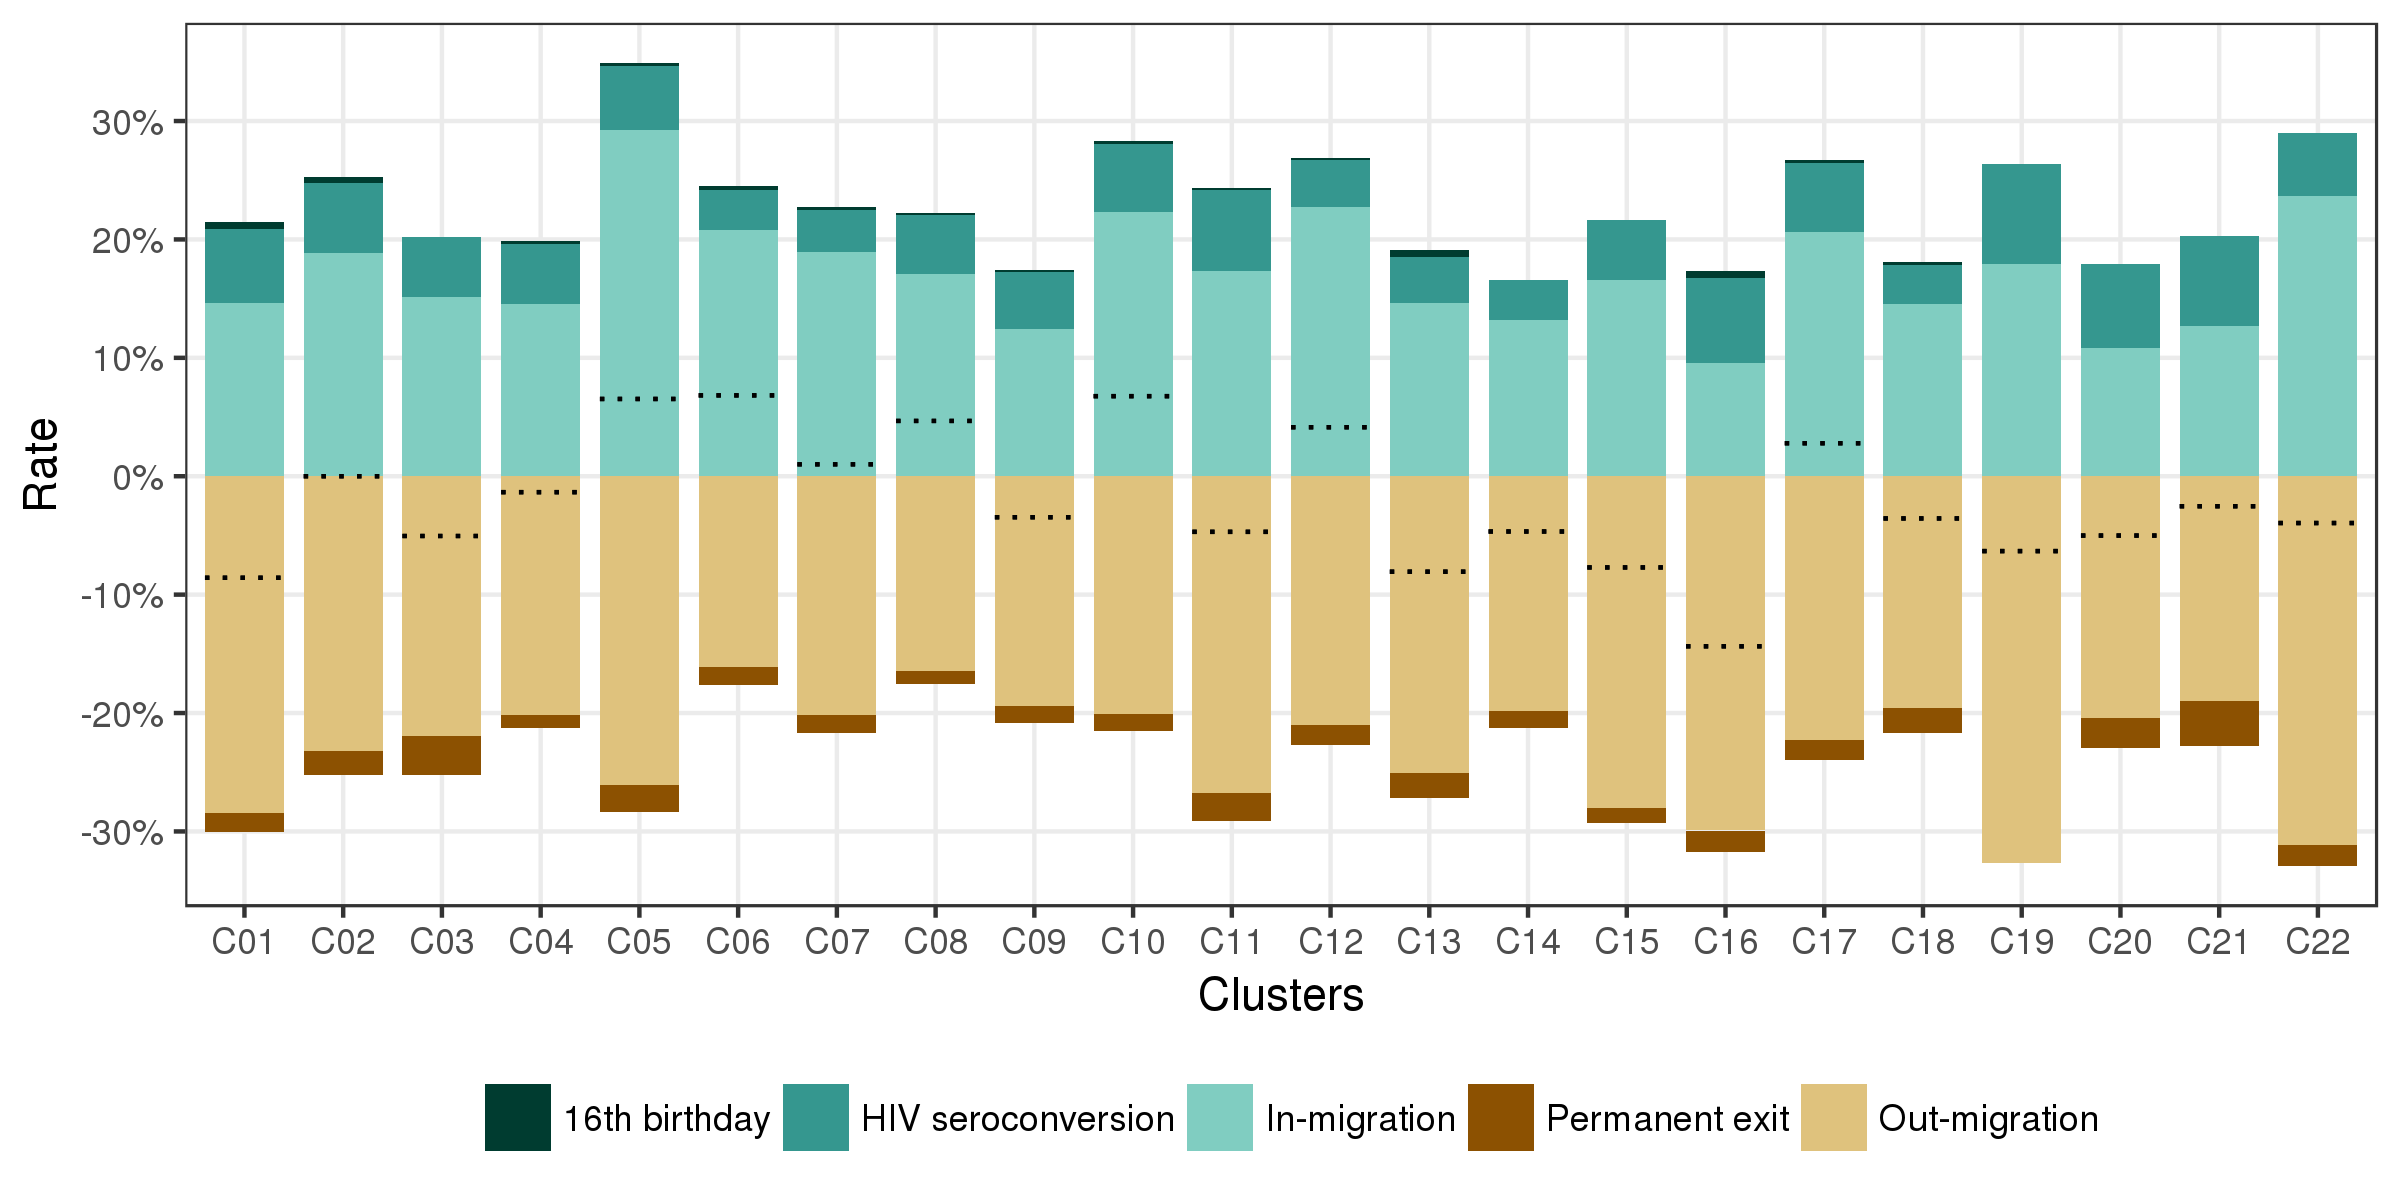 30%
20%
10%
0%
-10%
-20%
-30%
Rate
C01 C02 C03 C04 C05 C06 C07 C08 C09 C10 C11 C12 C13 C14 C15 C16 C17 C18 C19 C20 C21 C22
Clusters
16th birthday HIV seroconversion In-migration Permanent exit Out-migration